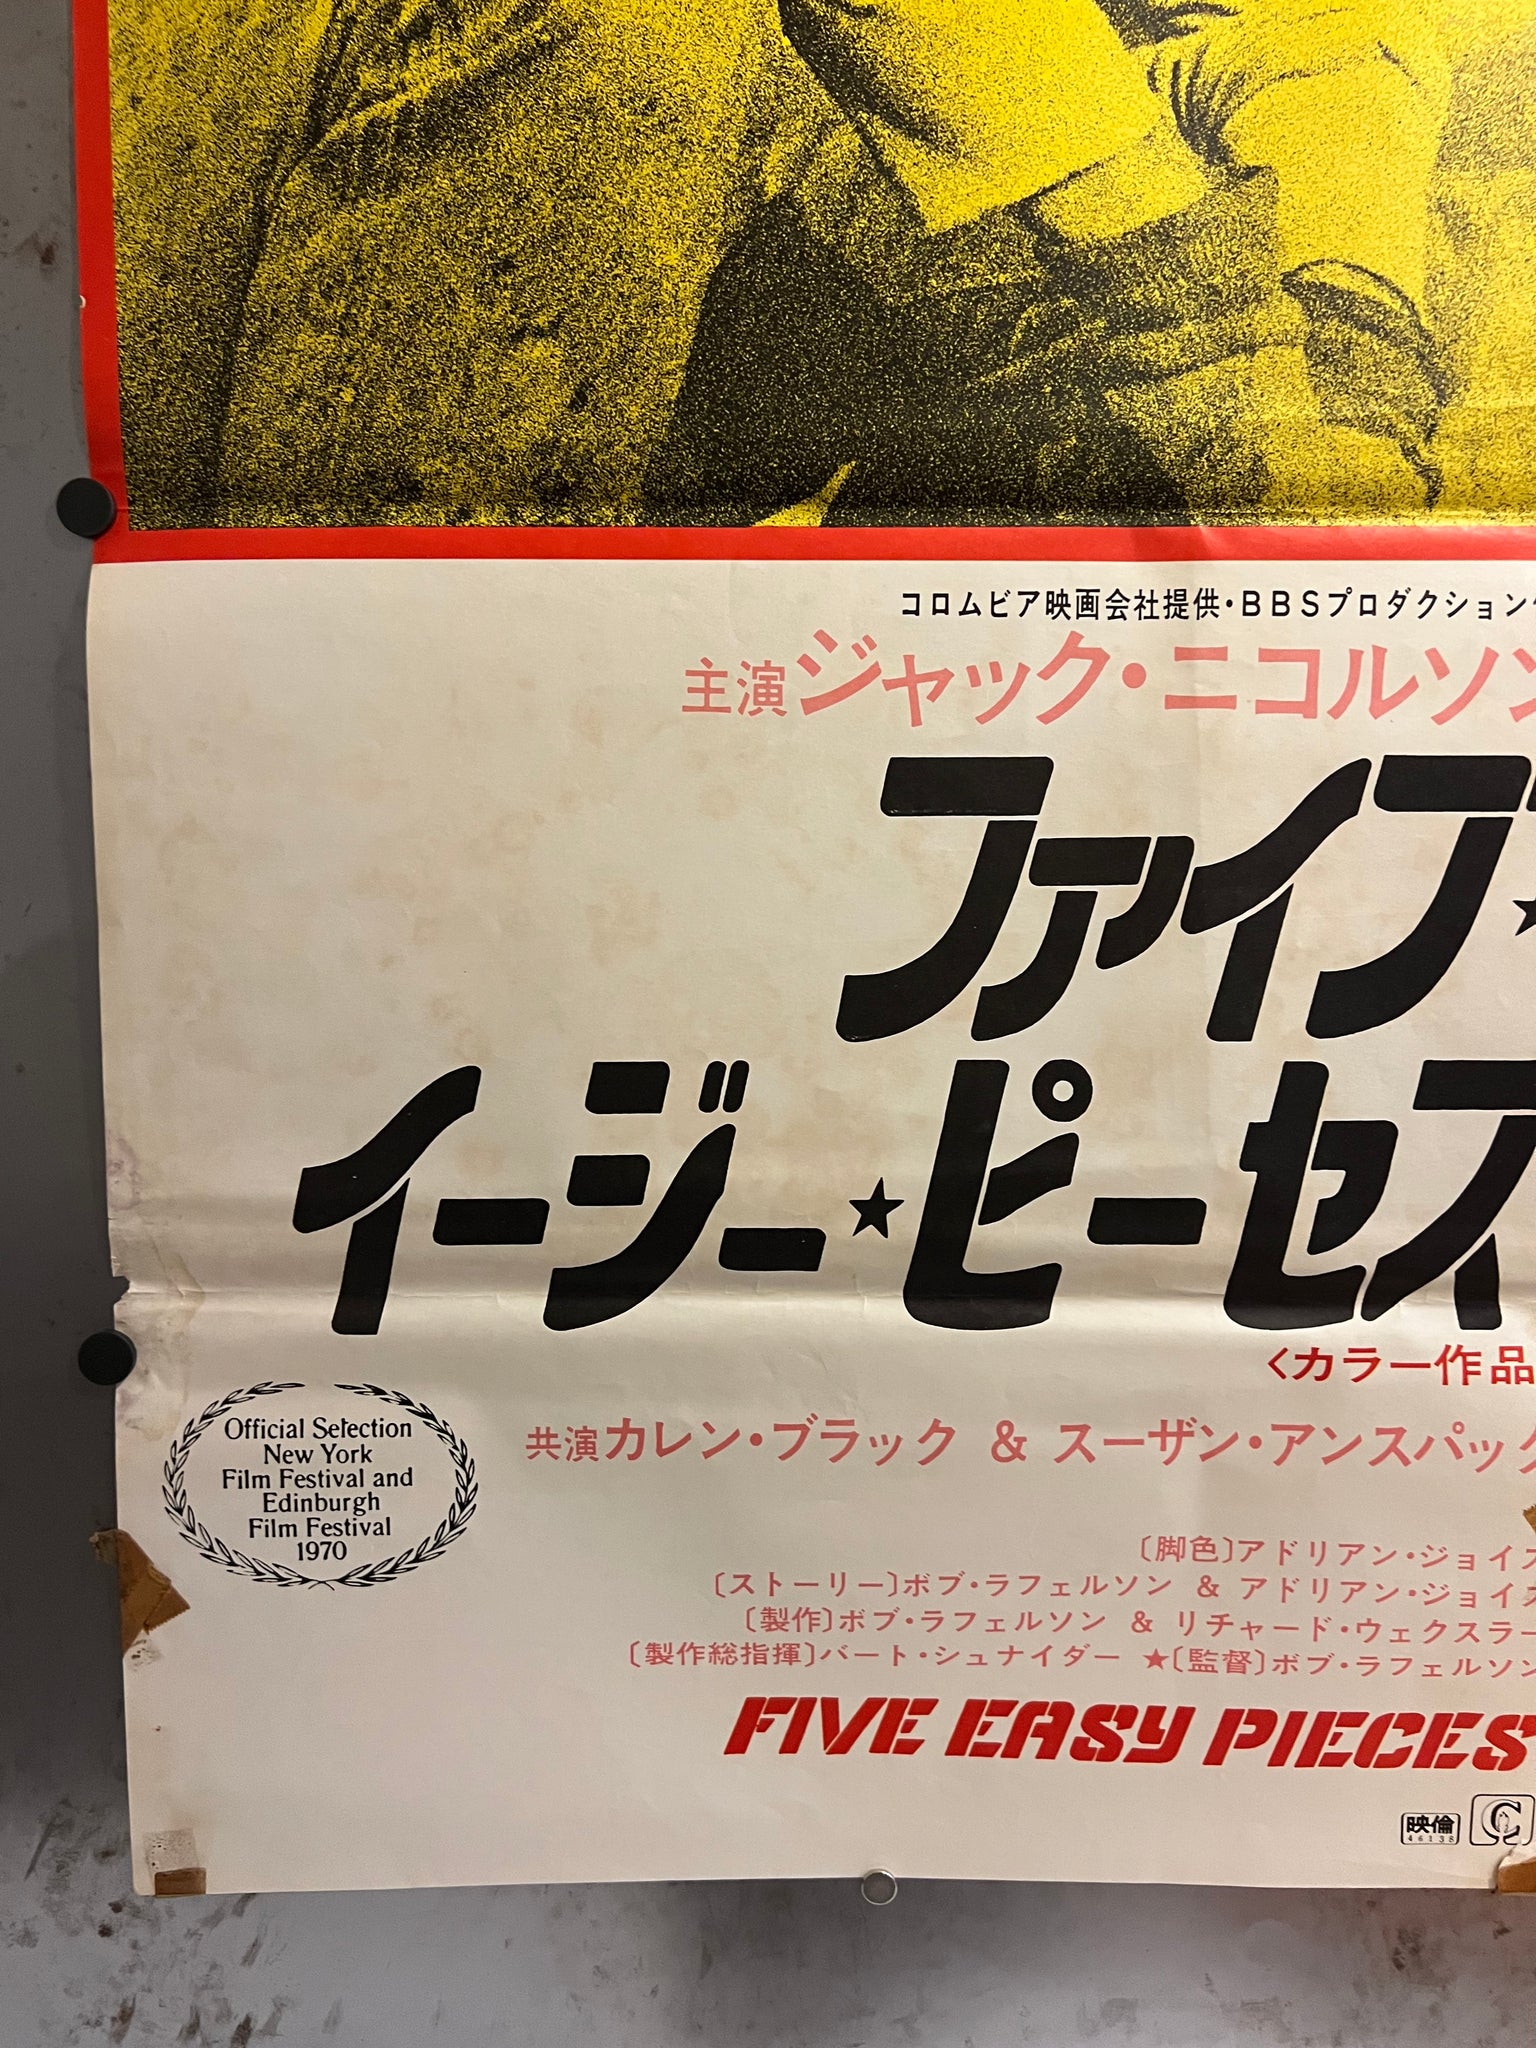 コロムビア映画会社提供・BBSプロダクション
主演ジャック・ニコルソン
ファイブ★
イージー★ピーセス
〈カラー作品
共演カレン・ブラック & スーザン・アンスパック
Official Selection
New York
Film Festival and
Edinburgh
Film Festival
1970
〔脚色〕アドリアン・ジョイス
〔ストーリー〕ボブ・ラフェルソン & アドリアン・ジョイス
〔製作〕ボブ・ラフェルソン & リチャード・ウェクスラー
〔製作総指揮〕バート・シュナイダー ★〔監督〕ボブ・ラフェルソン
FIVE EASY PIECES
映倫
46138